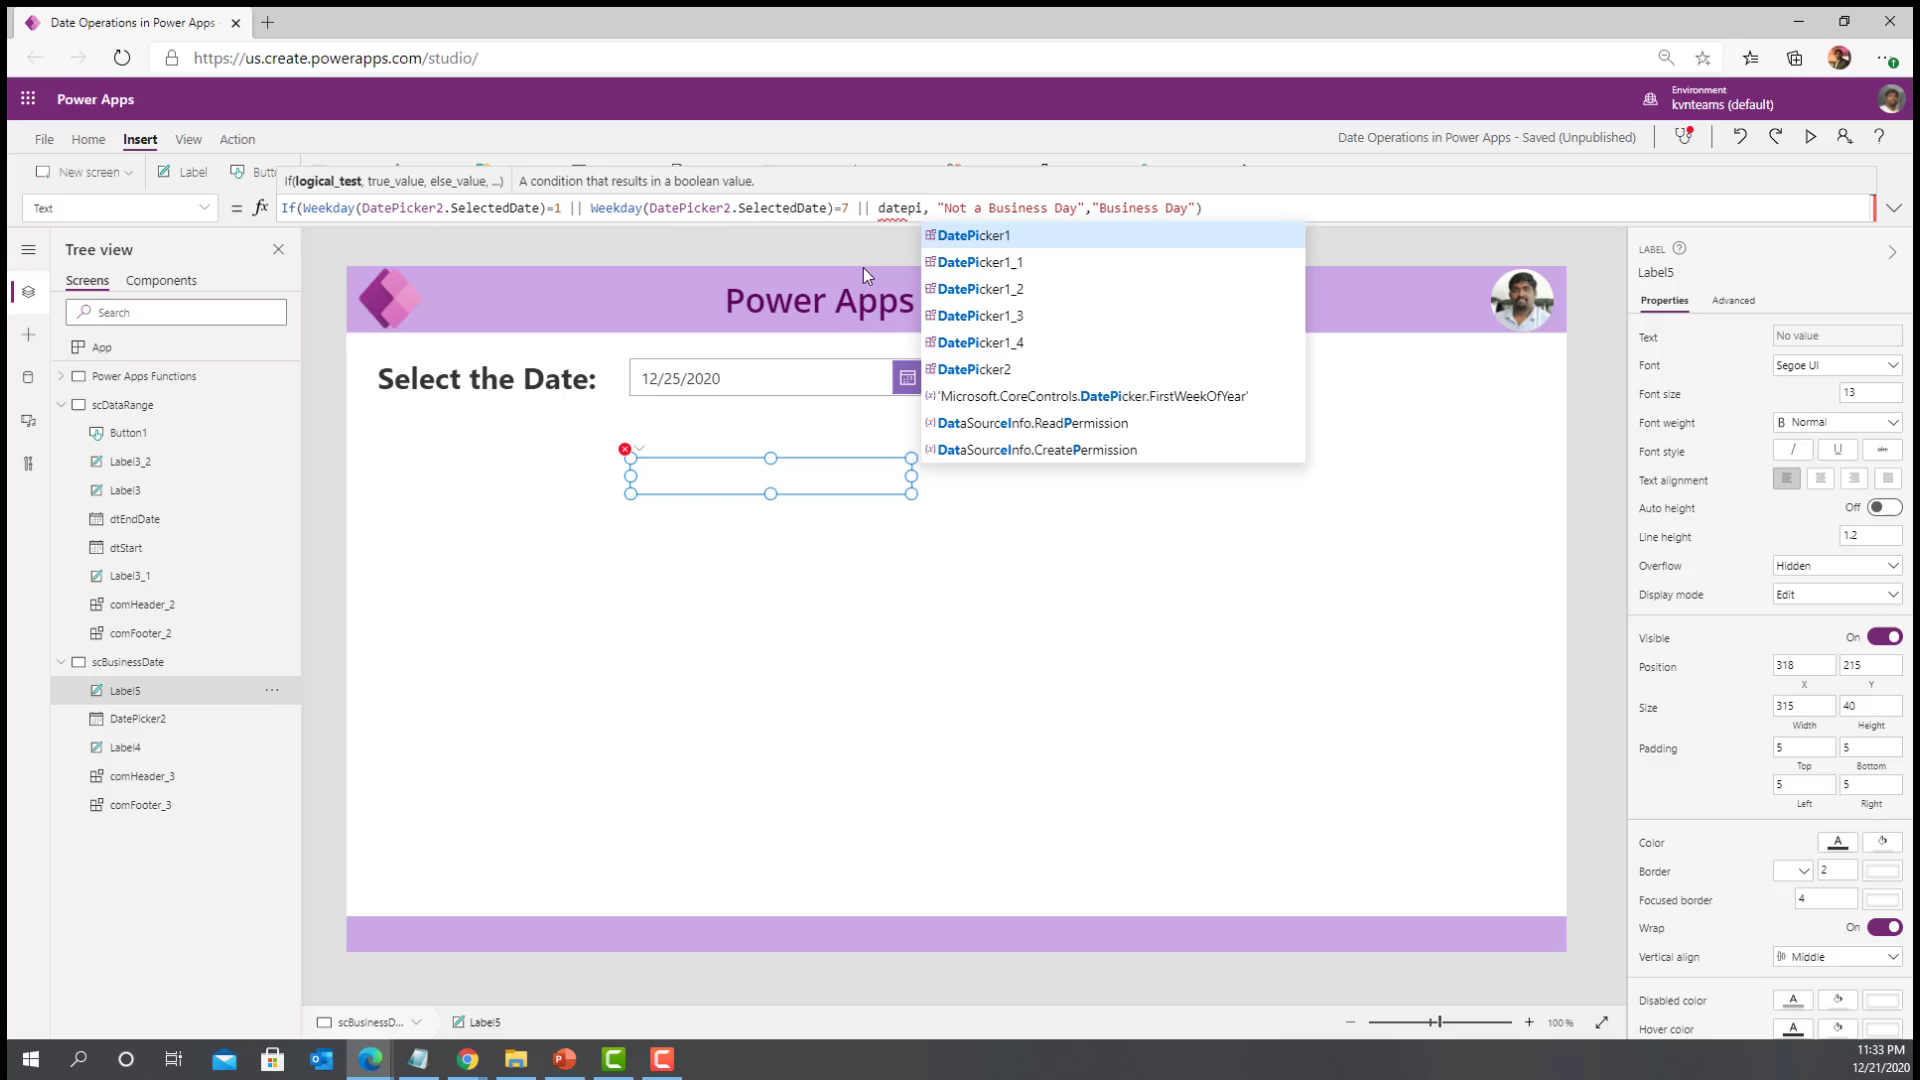 Date Operations in Power Apps
https://us.create.powerapps.com/studio/
Power Apps
Environment
kvnteams (default)
File
Home
Insert
View
Action
Date Operations in Power Apps - Saved (Unpublished)
New screen
Label
If(logical_test, true_value, else_value, ...)
A condition that results in a boolean value.
Text
= fx
If(Weekday(DatePicker2.SelectedDate)=1 || Weekday(DatePicker2.SelectedDate)=7 || datepi, "Not a Business Day","Business Day")
DatePicker1
DatePicker1_1
DatePicker1_2
DatePicker1_3
DatePicker1_4
DatePicker2
'Microsoft.CoreControls.DatePicker.FirstWeekOfYear'
DataSourceInfo.ReadPermission
DataSourceInfo.CreatePermission
Tree view
Screens
Components
Search
App
Power Apps Functions
scDataRange
Button1
Label3_2
Label3
dtEndDate
dtStart
Label3_1
comHeader_2
comFooter_2
scBusinessDate
Label5
DatePicker2
Label4
comHeader_3
comFooter_3
Power Apps
Select the Date:
12/25/2020
LABEL
Label5
Properties
Advanced
Text
No value
Font
Segoe UI
Font size
13
Font weight
B Normal
Font style
Text alignment
Auto height
Off
Line height
1.2
Overflow
Hidden
Display mode
Edit
Visible
On
Position
318
215
X
Y
Size
315
40
Width
Height
Padding
5
5
Top
Bottom
5
5
Left
Right
Color
Border
2
Focused border
4
Wrap
On
Vertical align
Middle
Disabled color
Hover color
scBusinessD...
Label5
100 %
11:33 PM
12/21/2020